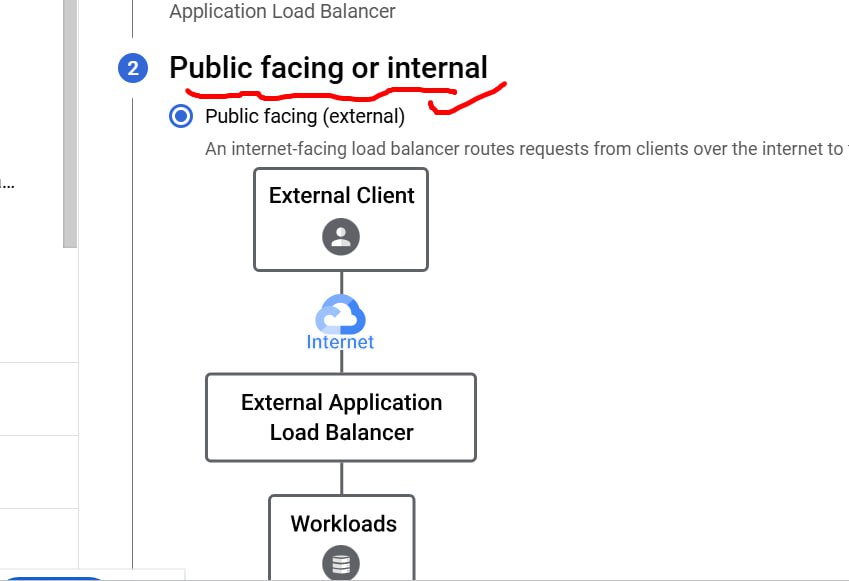 Application Load Balancer
2 Public facing or internal
Public facing (external)
An internet-facing load balancer routes requests from clients over the internet to
...
External Client
Internet
External Application
Load Balancer
Workloads